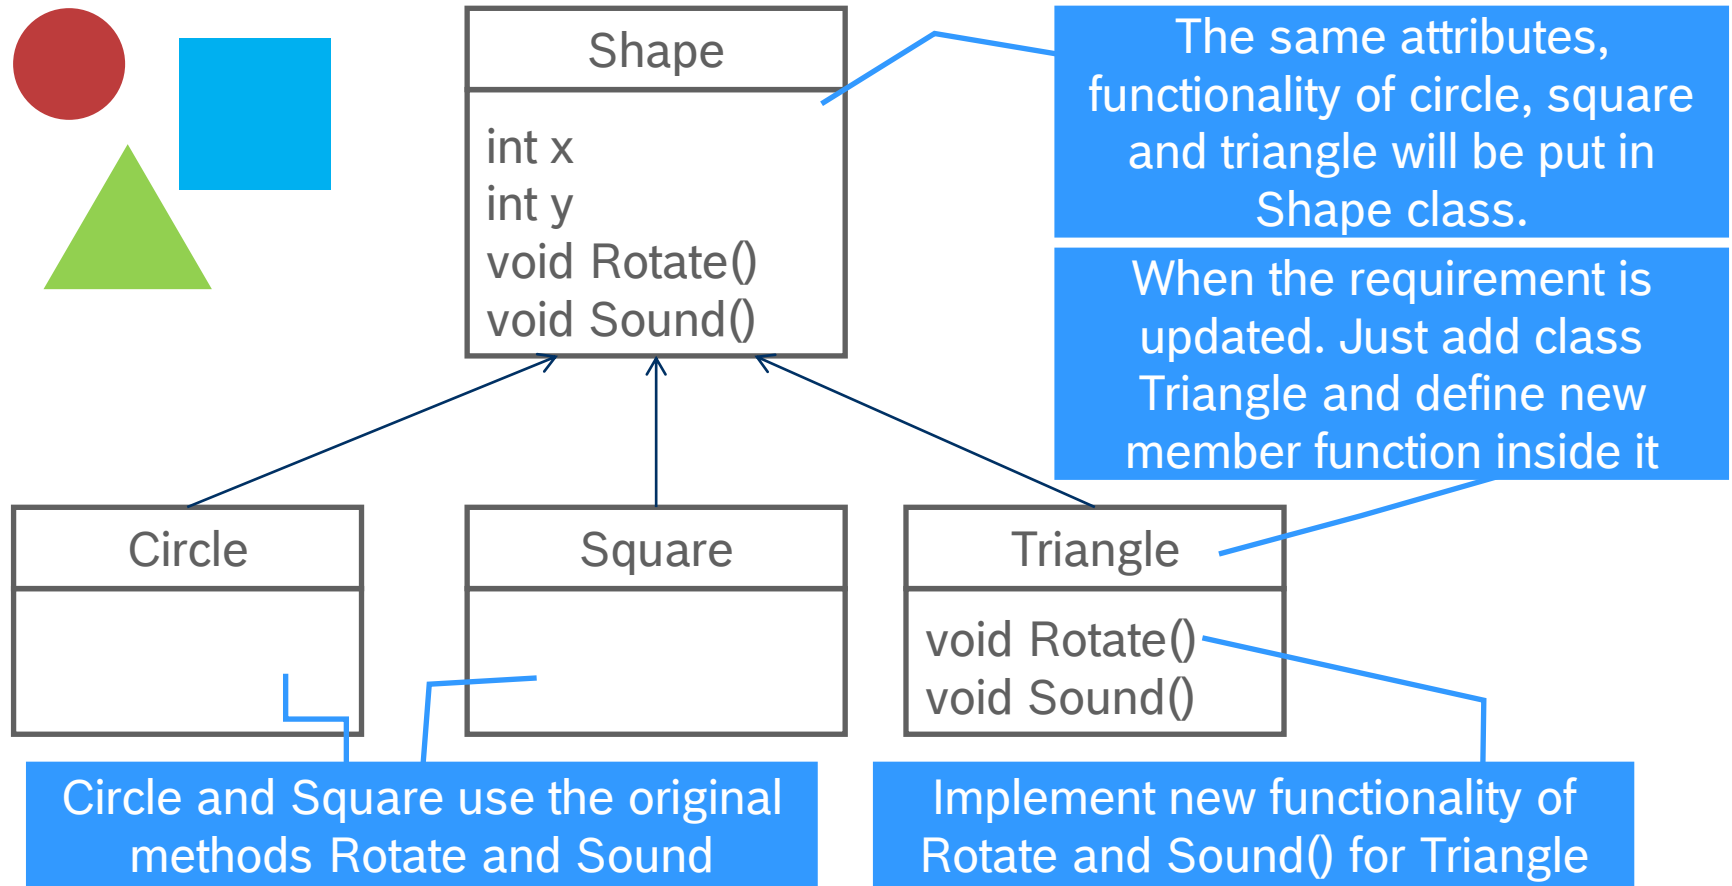 Shape
int x
int y
void Rotate()
void Sound()
The same attributes,
functionality of circle, square
and triangle will be put in
Shape class.
When the requirement is
updated. Just add class
Triangle and define new
member function inside it
Circle
Square
Triangle
void Rotate()
void Sound()
Circle and Square use the original
methods Rotate and Sound
Implement new functionality of
Rotate and Sound() for Triangle